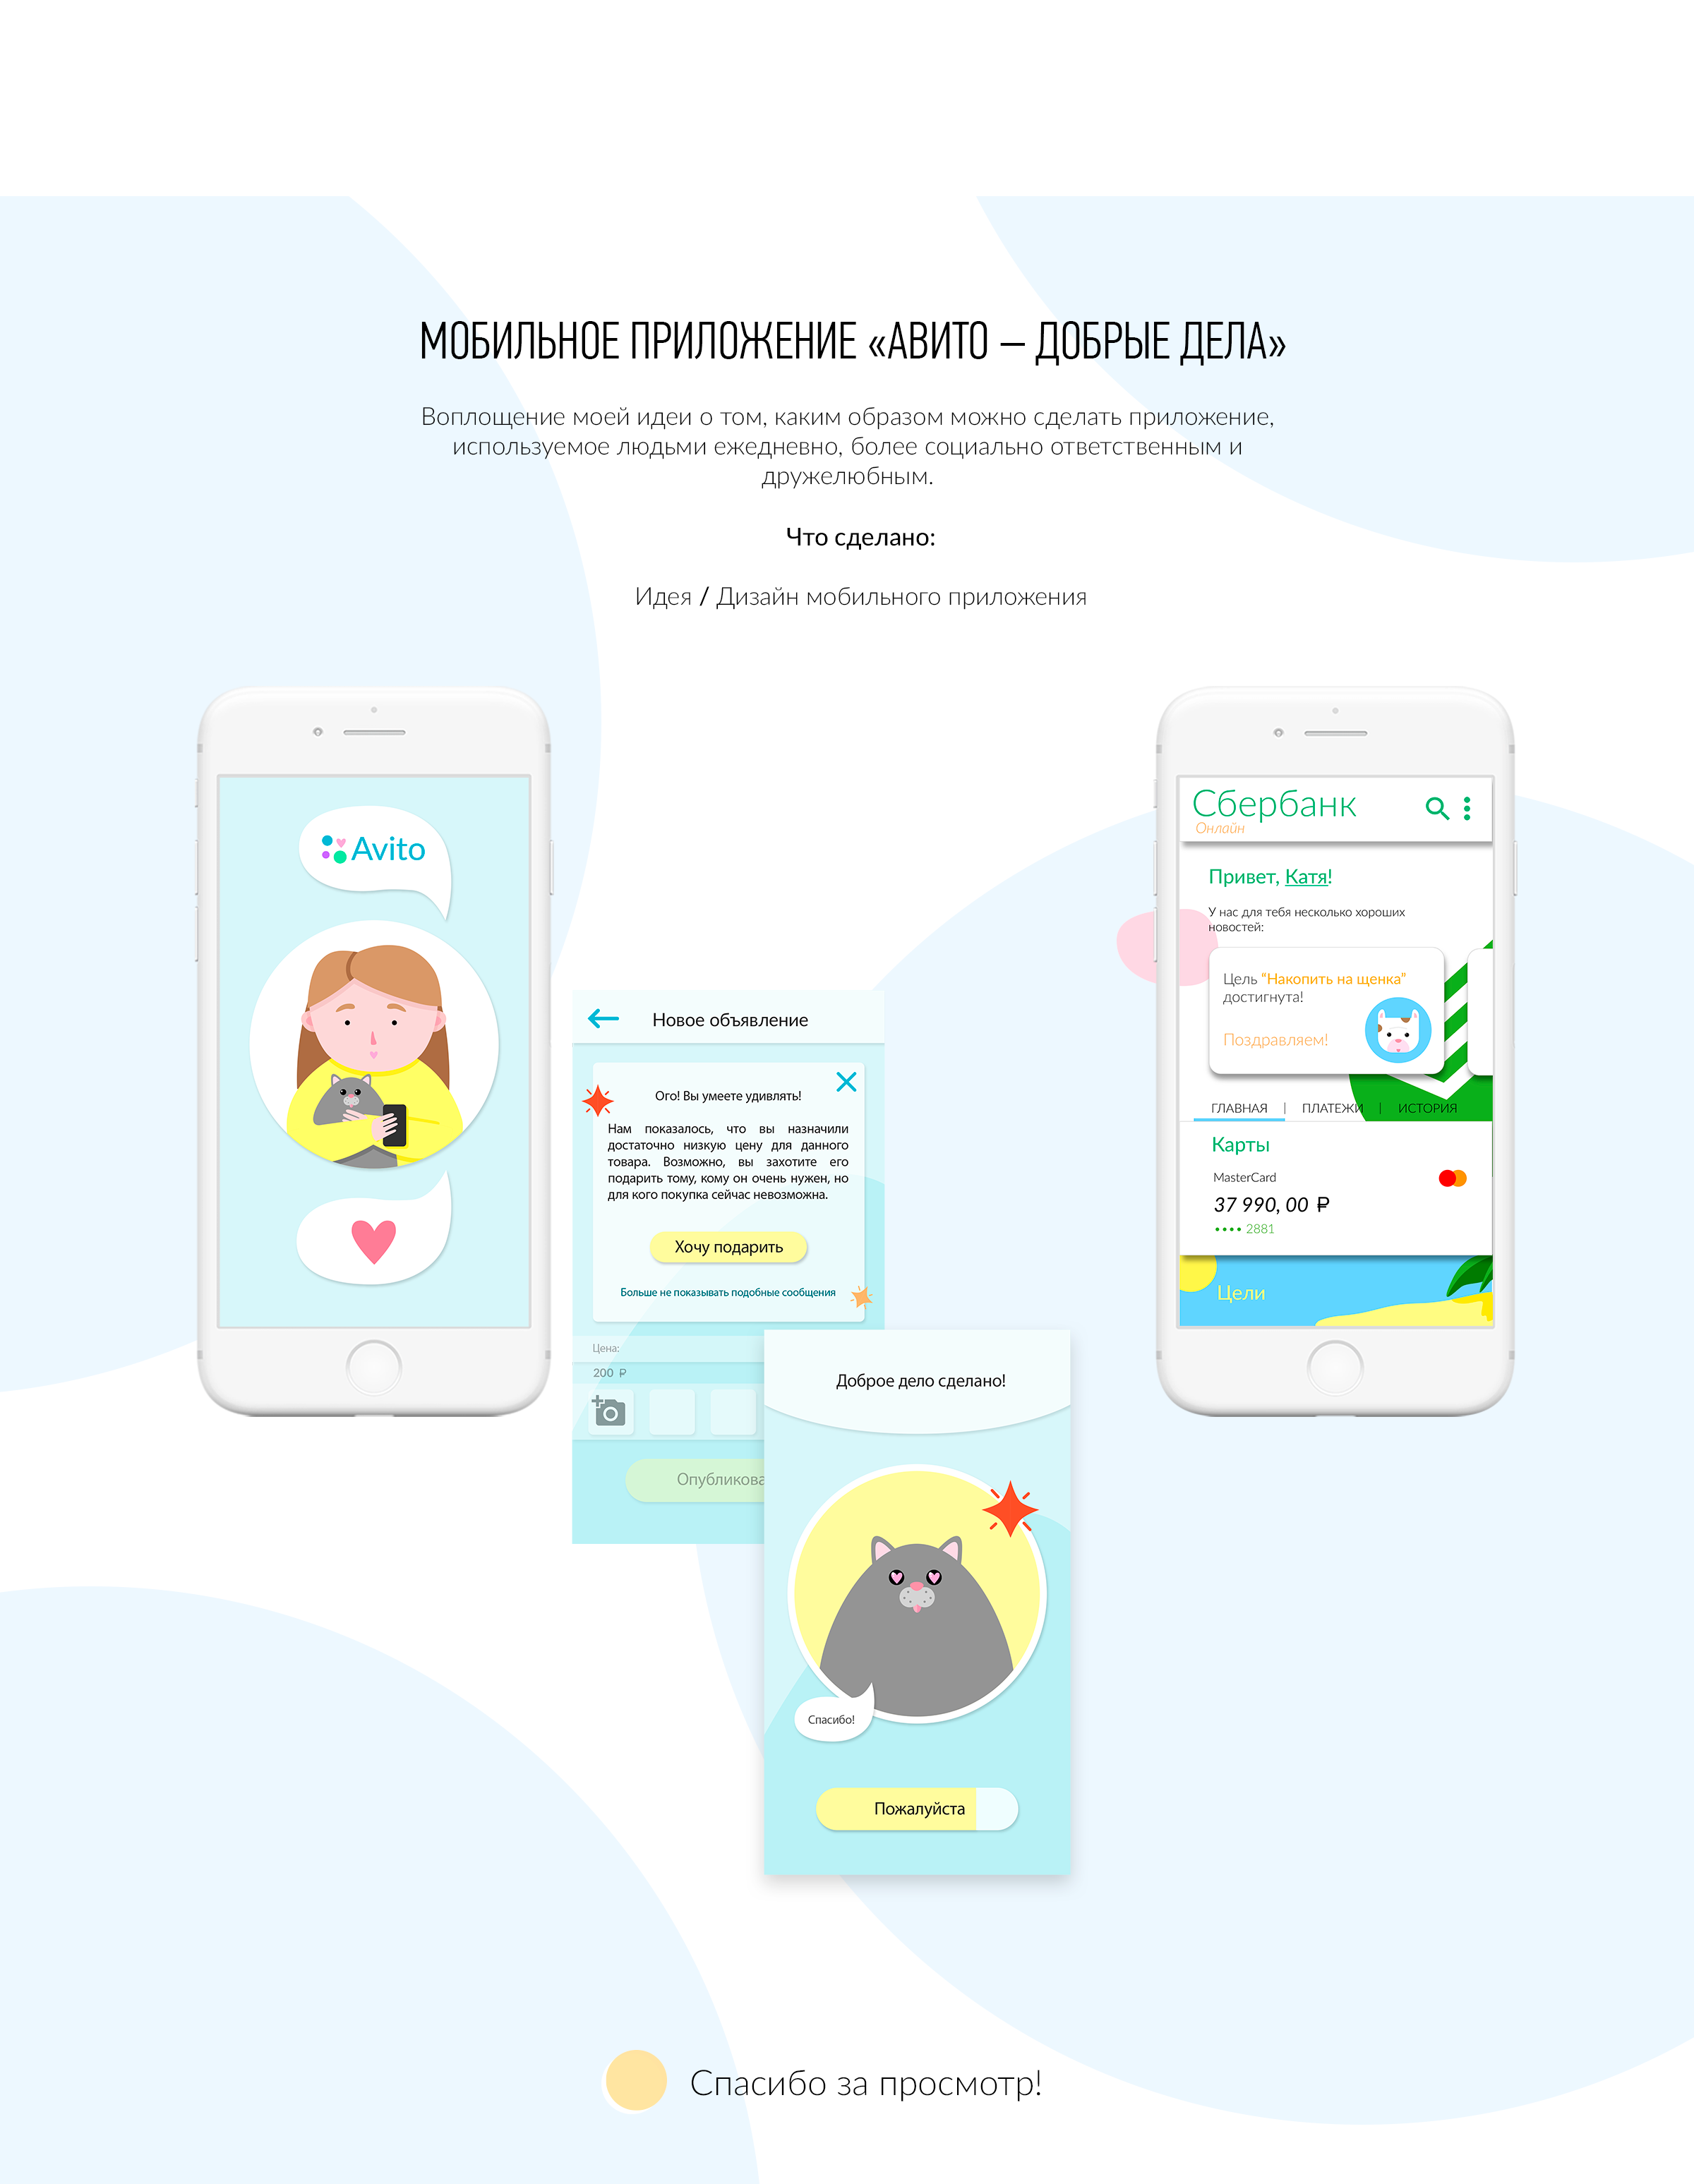 МОБИЛЬНОЕ ПРИЛОЖЕНИЕ «АВИТО – ДОБРЫЕ ДЕЛА»
Воплощение моей идеи о том, каким образом можно сделать приложение,
используемое людьми ежедневно, более социально ответственным и
дружелюбным.
Что сделано:
Идея / Дизайн мобильного приложения
Avito
Новое объявление
Ого! Вы умеете удивлять!
Нам показалось, что вы назначили
достаточно низкую цену для данного
товара. Возможно, вы захотите его
подарить тому, кому он очень нужен, но
для кого покупка сейчас невозможна.
Хочу подарить
Больше не показывать подобные сообщения
Цена:
200 ₽
Опубликова
Доброе дело сделано!
Спасибо!
Пожалуйста
Сбербанк
Онлайн
Привет, Катя!
У нас для тебя несколько хороших
новостей:
Цель "Накопить на щенка"
достигнута!
Поздравляем!
ГЛАВНАЯ | ПЛАТЕЖИ | ИСТОРИЯ
Карты
MasterCard
37 990, 00 ₽
•••• 2881
Цели
Спасибо за просмотр!